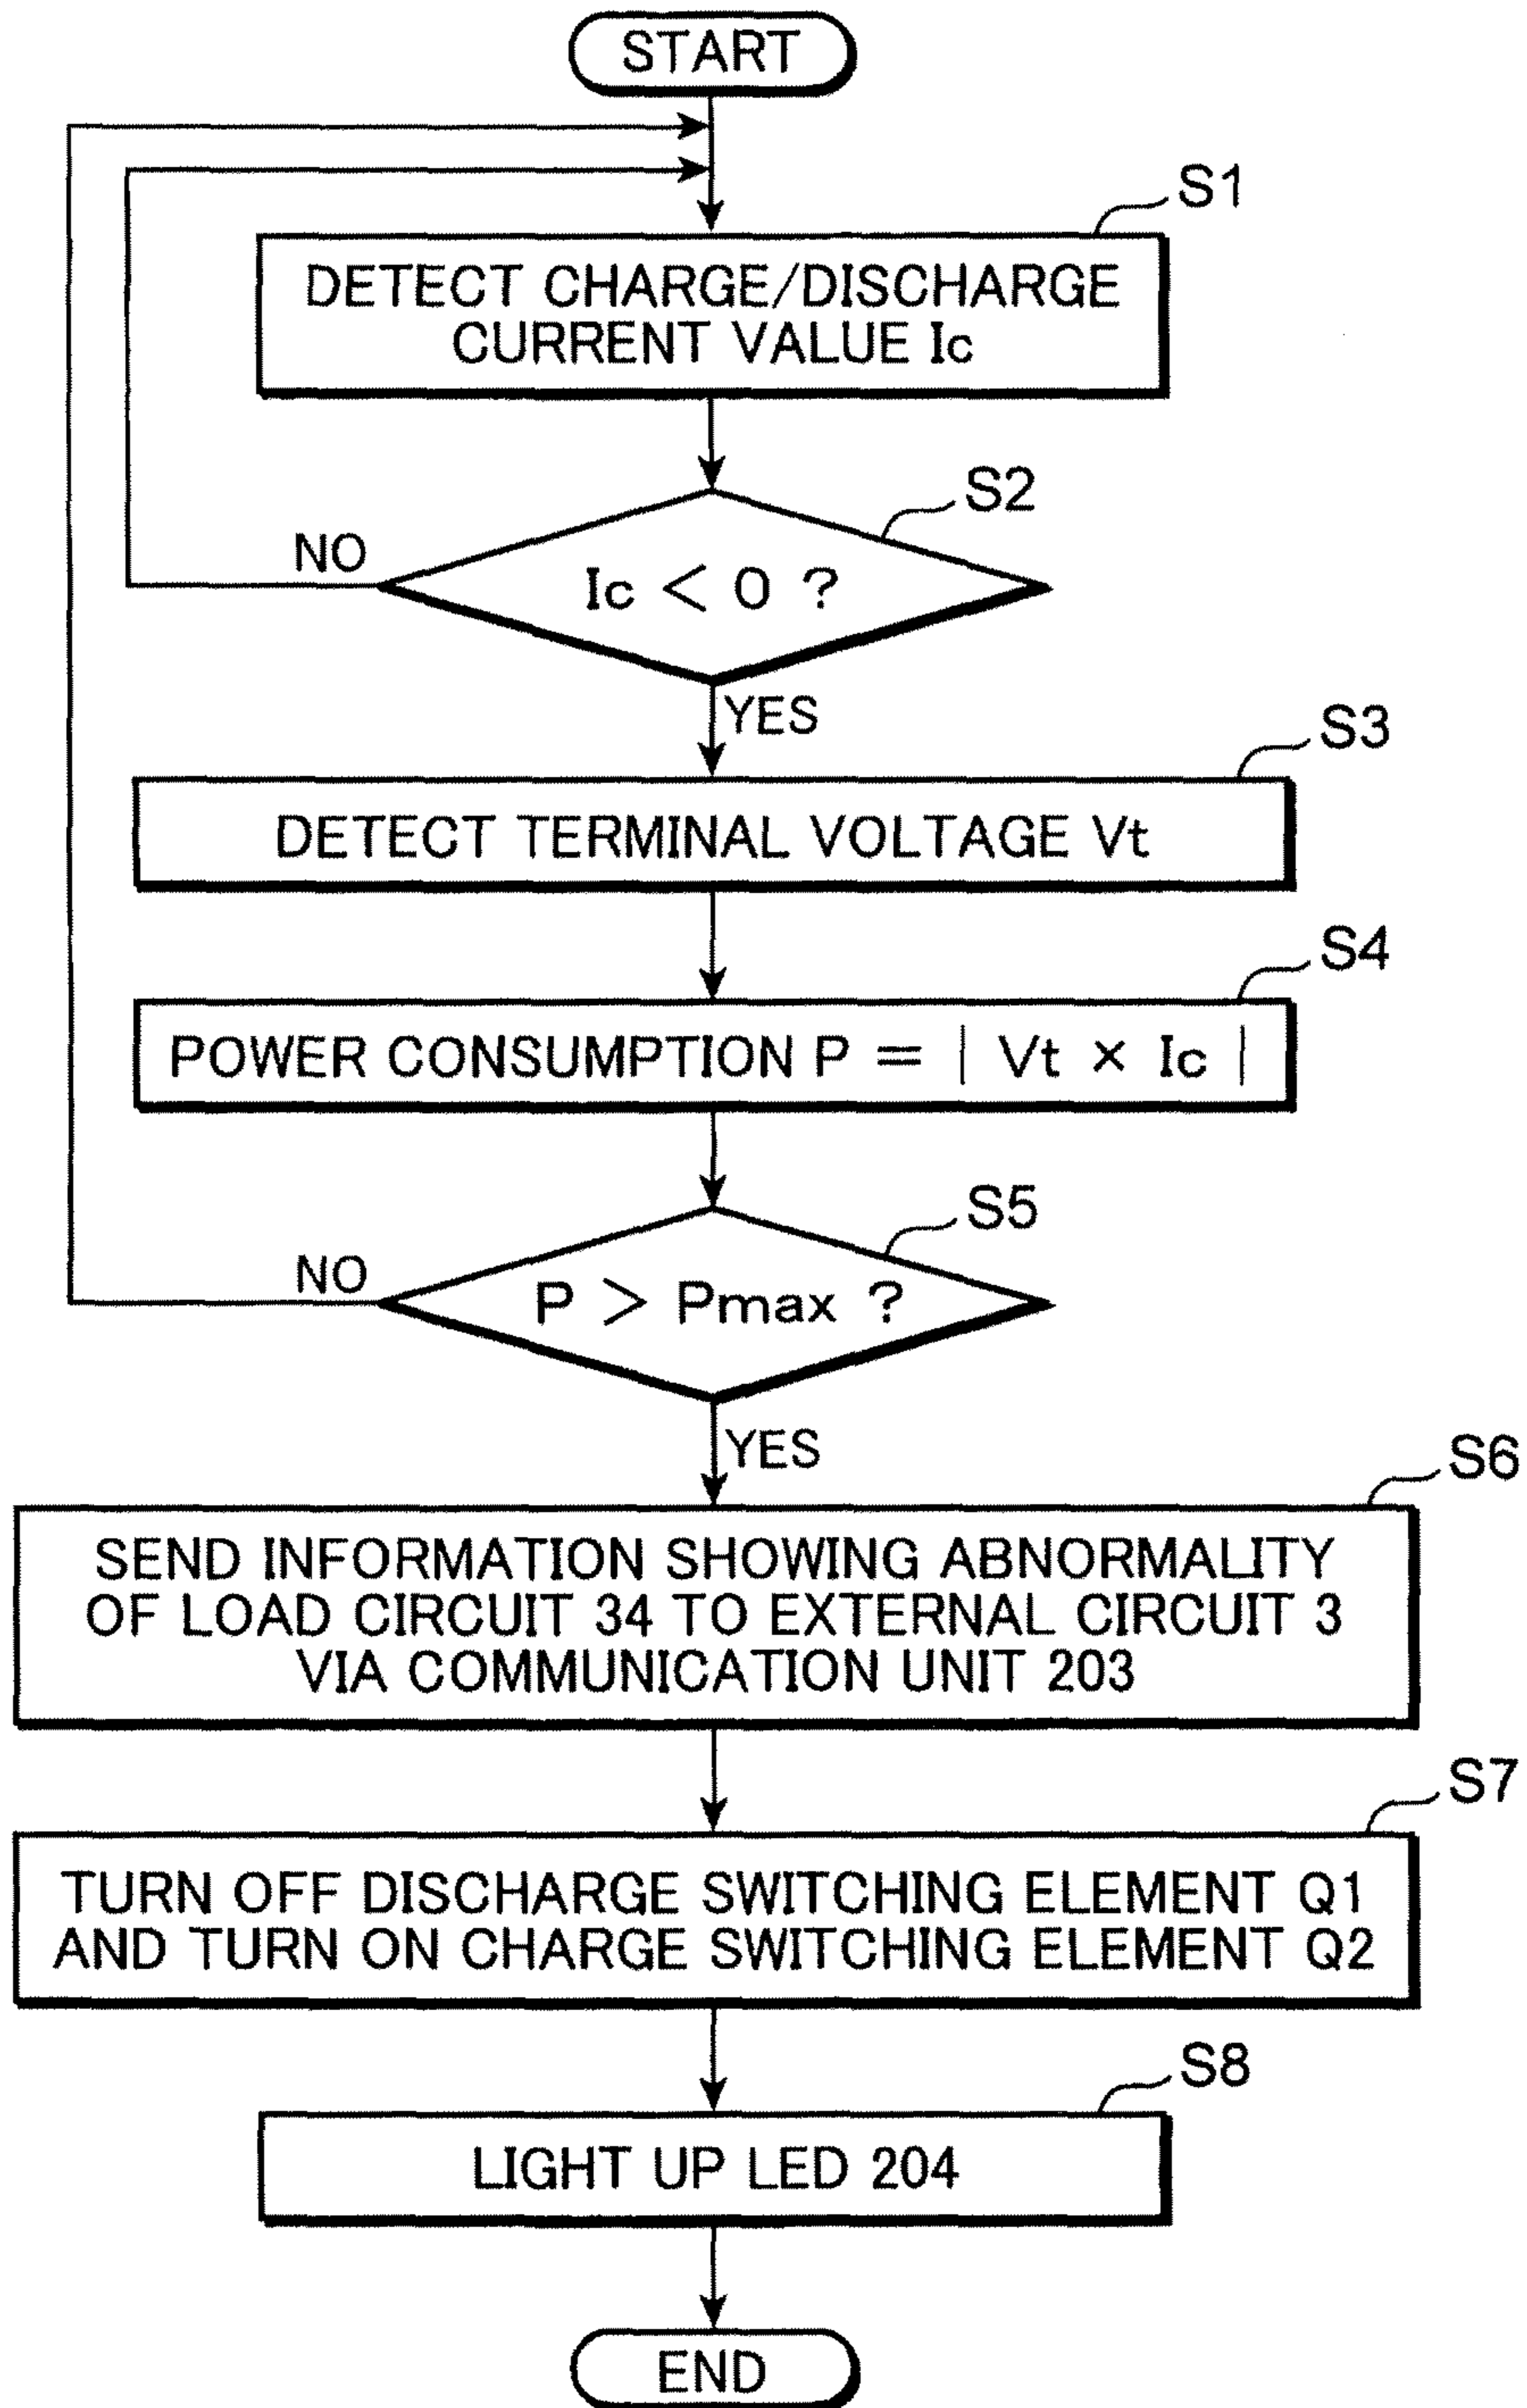 START
S1
DETECT CHARGE/DISCHARGE
CURRENT VALUE Ic
S2
NO
Ic < 0 ?
YES
S3
DETECT TERMINAL VOLTAGE Vt
S4
POWER CONSUMPTION P = | Vt × Ic |
S5
NO
P > Pmax ?
YES
S6
SEND INFORMATION SHOWING ABNORMALITY
OF LOAD CIRCUIT 34 TO EXTERNAL CIRCUIT 3
VIA COMMUNICATION UNIT 203
S7
TURN OFF DISCHARGE SWITCHING ELEMENT Q1
AND TURN ON CHARGE SWITCHING ELEMENT Q2
S8
LIGHT UP LED 204
END